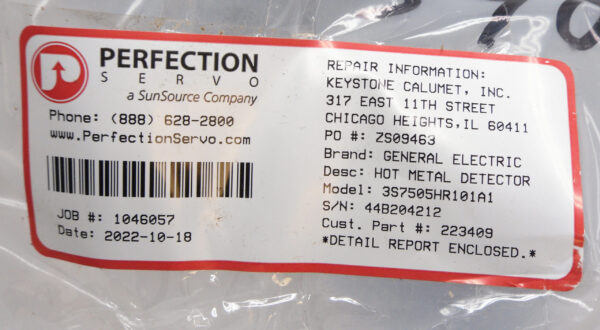 PERFECTION
SERVO
a SunSource Company
Phone: (888) 628-2800
www.PerfectionServo.com
JOB #: 1046057
Date: 2022-10-18
REPAIR INFORMATION:
KEYSTONE CALUMET, INC.
317 EAST 11TH STREET
CHICAGO HEIGHTS,IL 60411
PO #: ZS09463
Brand: GENERAL ELECTRIC
Desc: HOT METAL DETECTOR
Model: 3S7505HR101A1
S/N: 44B204212
Cust. Part #: 223409
*DETAIL REPORT ENCLOSED.*